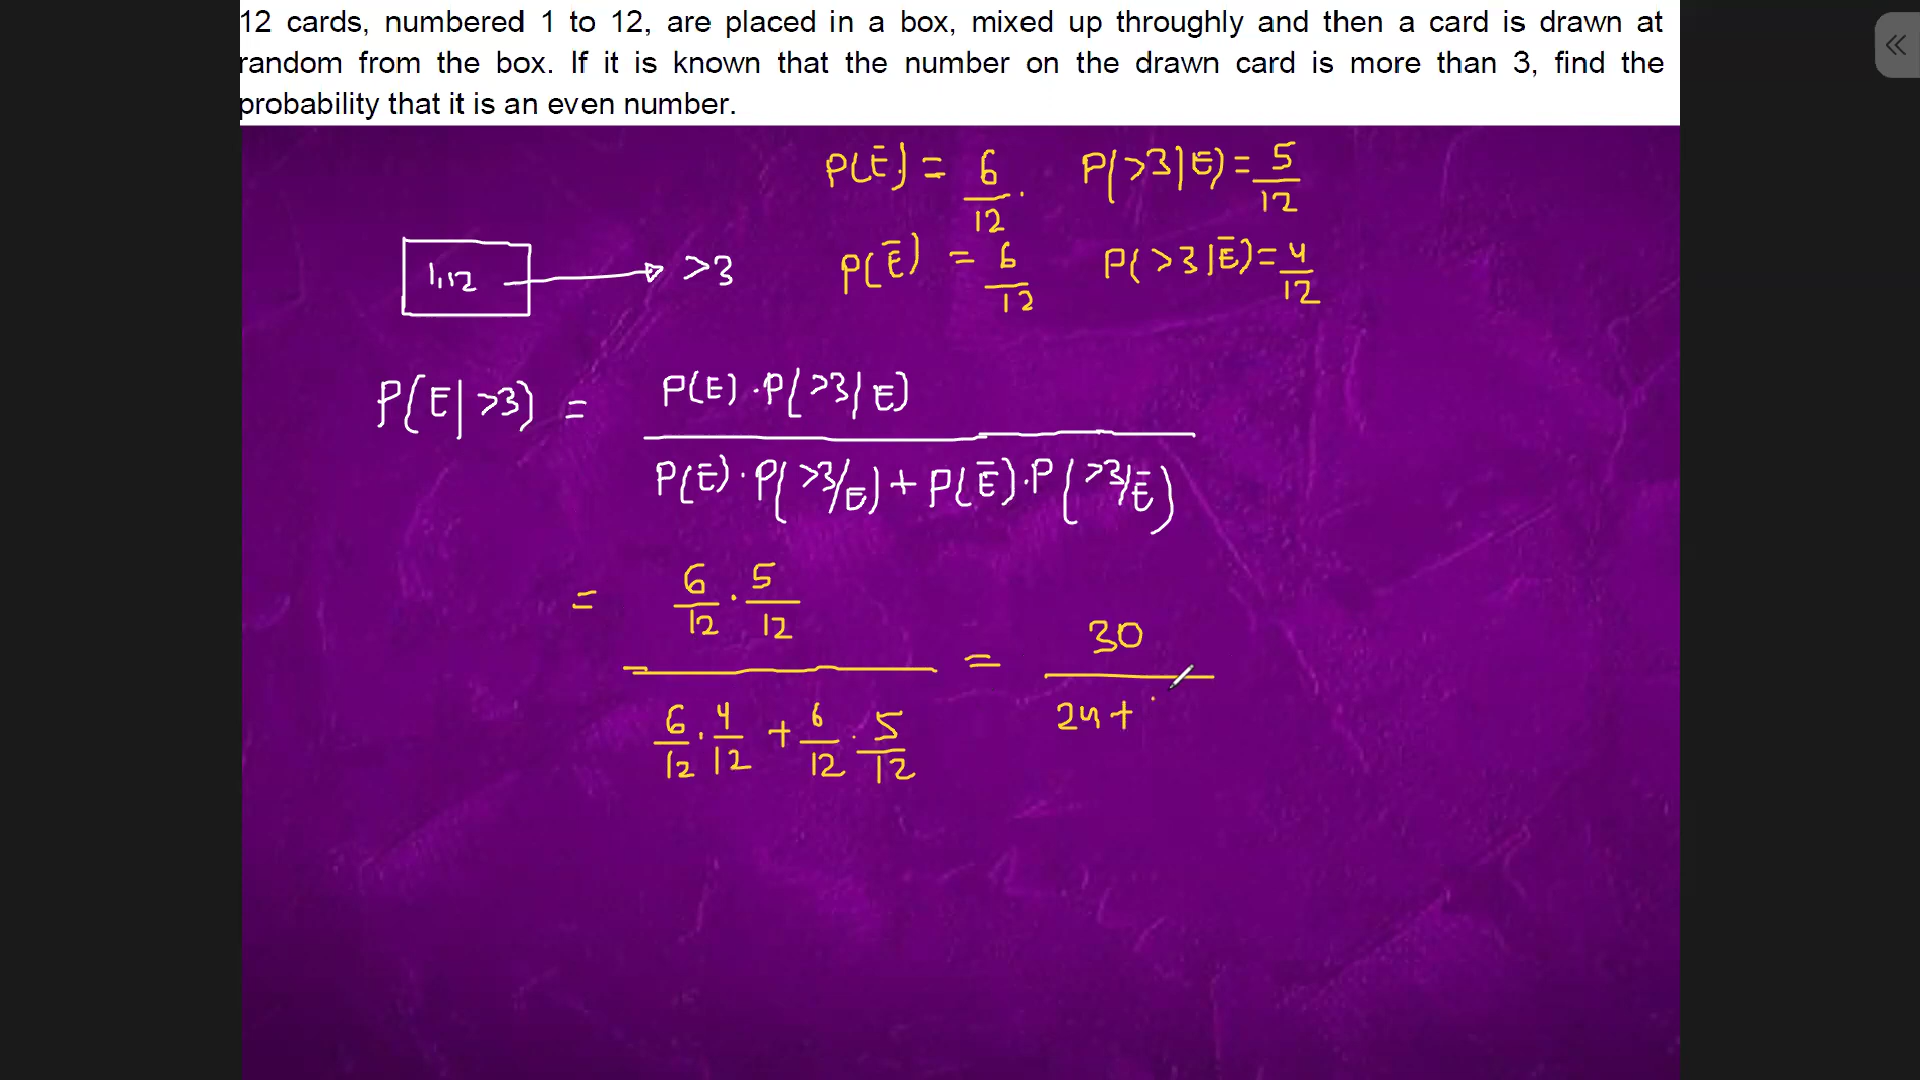 12 cards, numbered 1 to 12, are placed in a box, mixed up throughly and then a card is drawn at
random from the box. If it is known that the number on the drawn card is more than 3, find the
probability that it is an even number.
P(Ē) = 6/12. P(>3|E) = 5/12
P(Ē) = 6/12 P(>3|Ē) = 4/12
1,12 → >3
P(E|>3) = P(E)·P(>3|E)
P(E)·P(>3/E) + P(Ē)·P(>3/Ē)
= 6/12 · 5/12 = 30
6/12 · 4/12 + 6/12 · 5/12 24+